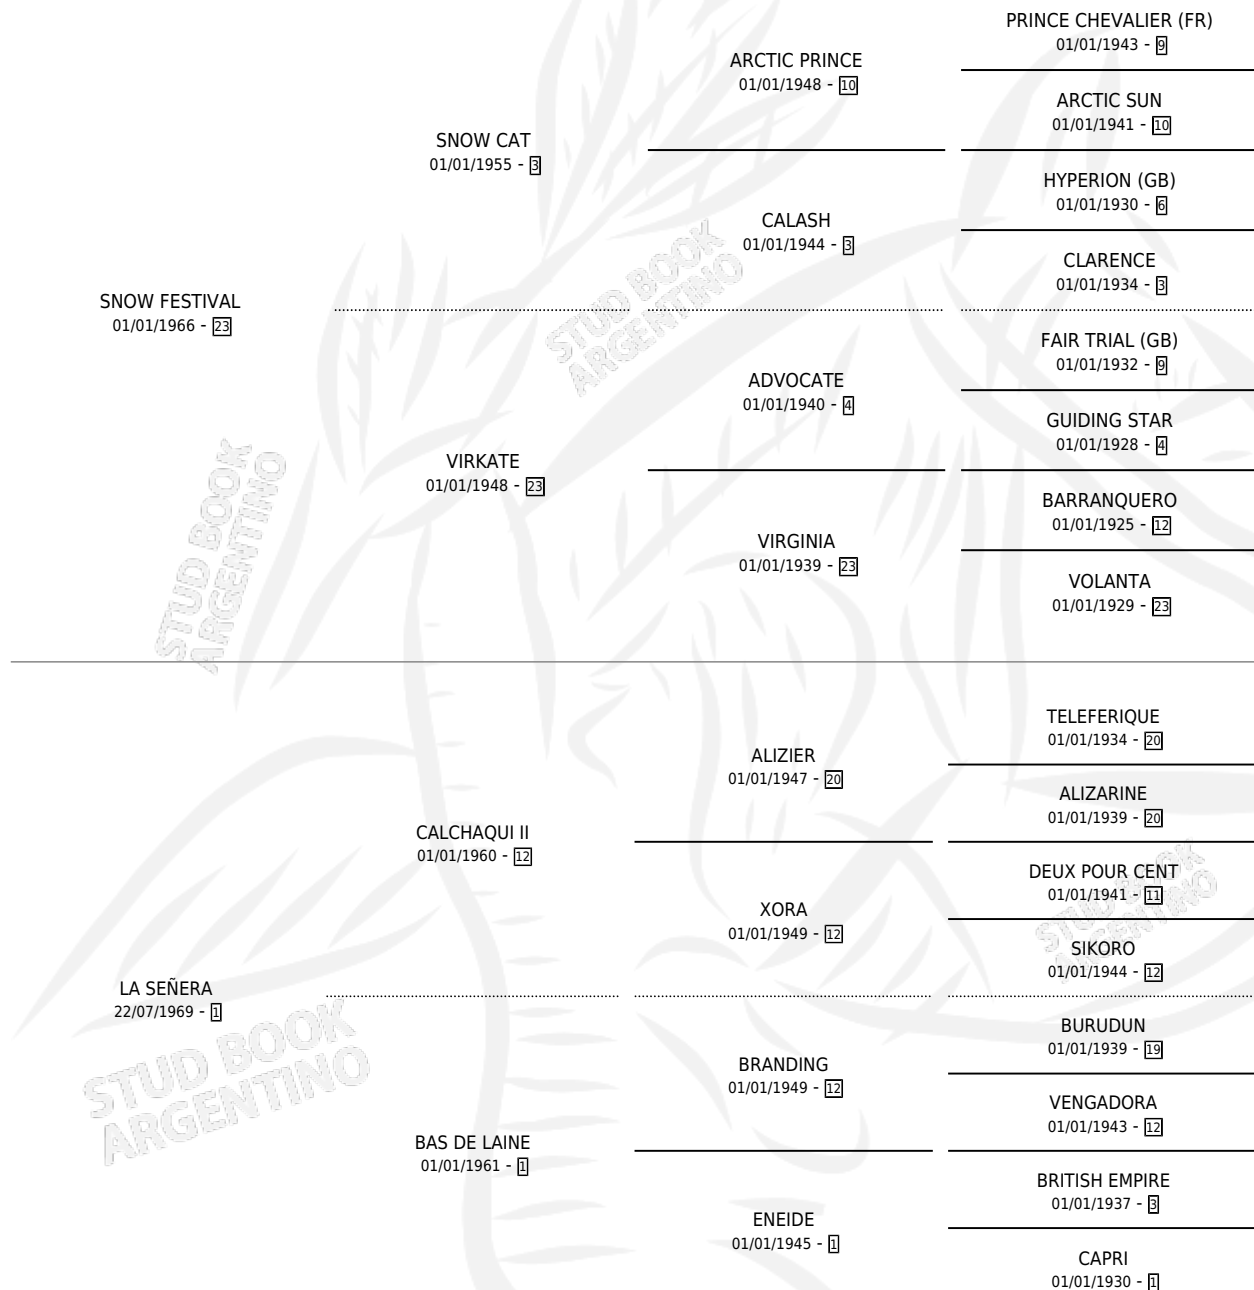 PRINCE CHEVALIER (FR)
01/01/1943 - 9
ARCTIC PRINCE
01/01/1948 - 10
ARCTIC SUN
01/01/1941 - 10
SNOW CAT
01/01/1955 - 3
HYPERION (GB)
01/01/1930 - 6
CALASH
01/01/1944 - 3
CLARENCE
01/01/1934 - 3
SNOW FESTIVAL
01/01/1966 - 23
FAIR TRIAL (GB)
01/01/1932 - 9
ADVOCATE
01/01/1940 - 4
GUIDING STAR
01/01/1928 - 4
VIRKATE
01/01/1948 - 23
BARRANQUERO
01/01/1925 - 12
VIRGINIA
01/01/1939 - 23
VOLANTA
01/01/1929 - 23
TELEFERIQUE
01/01/1934 - 20
ALIZIER
01/01/1947 - 20
ALIZARINE
01/01/1939 - 20
CALCHAQUI II
01/01/1960 - 12
DEUX POUR CENT
01/01/1941 - 11
XORA
01/01/1949 - 12
SIKORO
01/01/1944 - 12
LA SEÑERA
22/07/1969 - 1
BURUDUN
01/01/1939 - 19
BRANDING
01/01/1949 - 12
VENGADORA
01/01/1943 - 12
BAS DE LAINE
01/01/1961 - 1
BRITISH EMPIRE
01/01/1937 - 3
ENEIDE
01/01/1945 - 1
CAPRI
01/01/1930 - 1
STUD BOOK
ARGENTINO
STUD BOOK
ARGENTINO
STUD BOOK
ARGENTINO
STUD BOOK
ARGENTINO